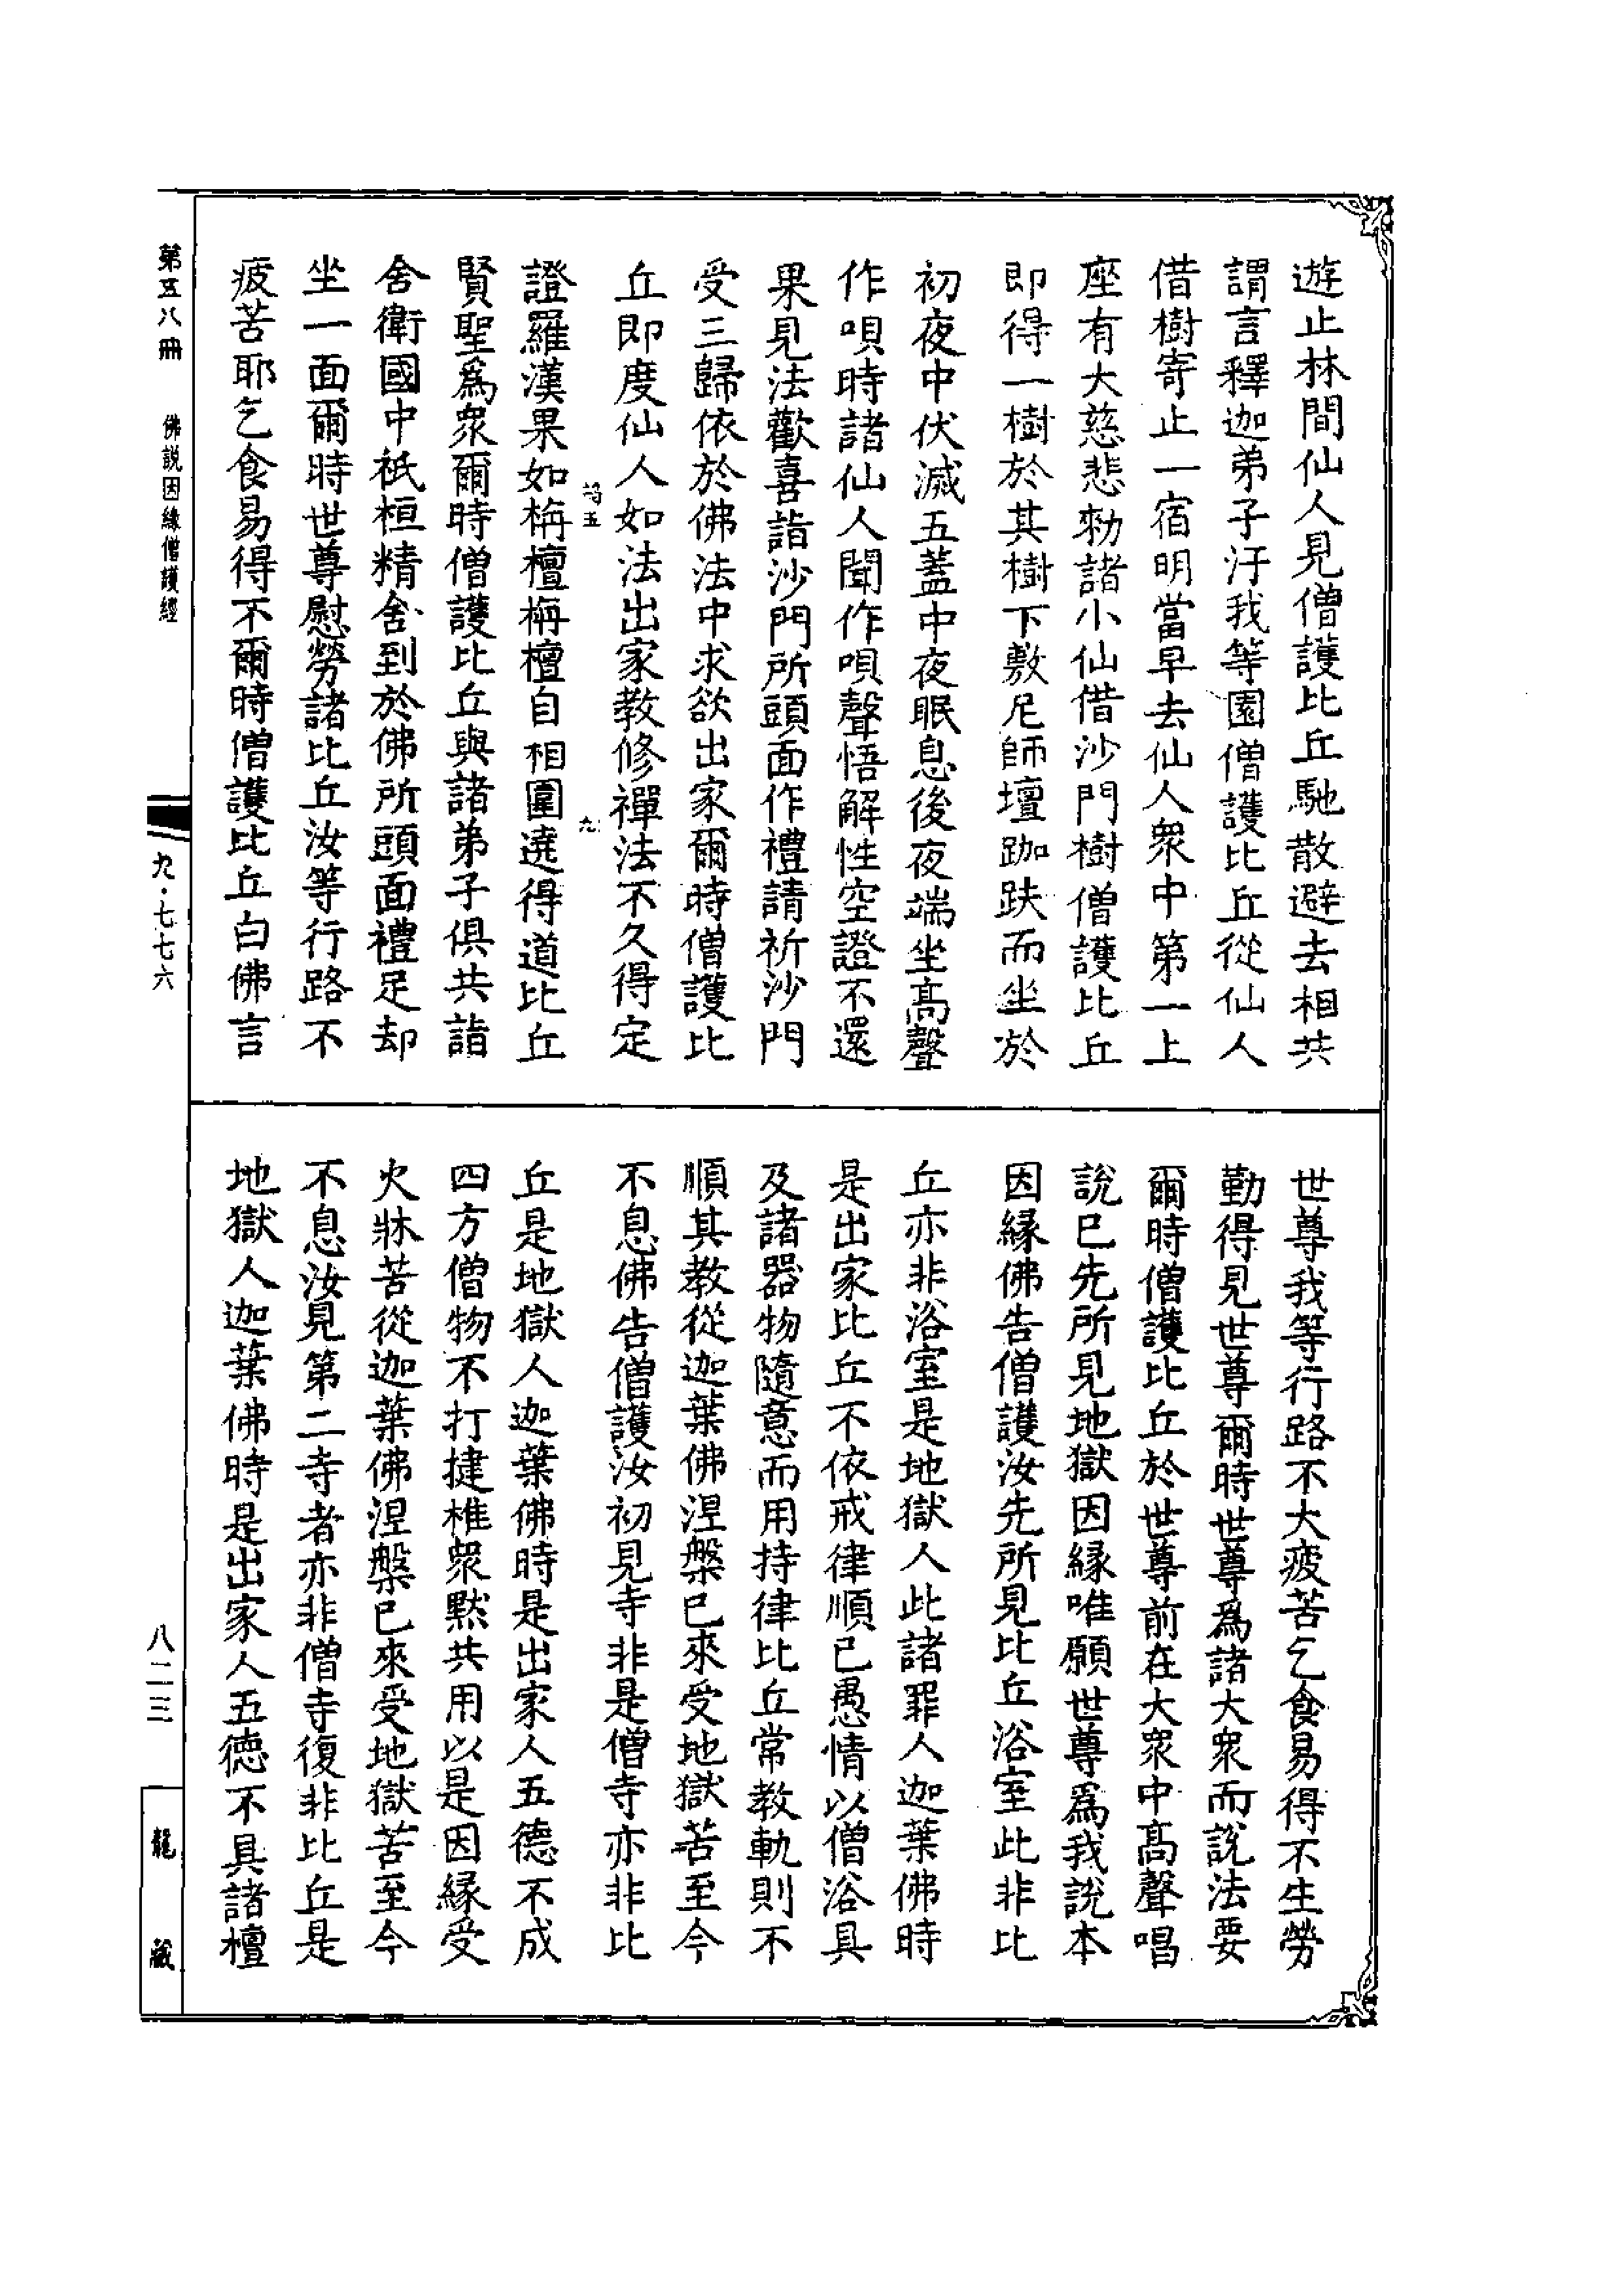 遊止林間仙人見僧護比丘馳散避去相共
謂言釋迦弟子汙我等園僧護比丘從仙人
借樹寄止一宿明當早去仙人衆中第一上
座有大慈悲勑諸小仙借沙門樹僧護比丘
即得一樹於其樹下敷尼師壇跏趺而坐於
初夜中伏滅五蓋中夜眠息後夜端坐高聲
作唄時諸仙人聞作唄聲悟解性空證不還
果見法歡喜詣沙門所頭面作禮請祈沙門
受三歸依於佛法中求欲出家爾時僧護比
丘即度仙人如法出家教修禪法不久得定
證羅漢果如栴檀栴檀自相圍遶得道比丘
賢聖爲衆爾時僧護比丘與諸弟子俱共詣
舍衛國中祇桓精舍到於佛所頭面禮足却
坐一面爾時世尊慰勞諸比丘汝等行路不
疲苦耶乞食易得不爾時僧護比丘白佛言
世尊我等行路不大疲苦乞食易得不生勞
勤得見世尊爾時世尊爲諸大衆而說法要
爾時僧護比丘於世尊前在大衆中高聲唱
說已先所見地獄因緣唯願世尊爲我說本
因緣佛告僧護汝先所見比丘浴室此非比
丘亦非浴室是地獄人此諸罪人迦葉佛時
是出家比丘不依戒律順已愚情以僧浴具
及諸器物隨意而用持律比丘常教軌則不
順其教從迦葉佛涅槃已來受地獄苦至今
不息佛告僧護汝初見寺非是僧寺亦非比
丘是地獄人迦葉佛時是出家人五德不成
四方僧物不打揵椎衆默共用以是因緣受
火牀苦從迦葉佛涅槃已來受地獄苦至今
不息汝見第二寺者亦非僧寺復非比丘是
地獄人迦葉佛時是出家人五德不具諸檀
第五八冊 佛説因緣僧護經
九·七七六
八二三
龍藏